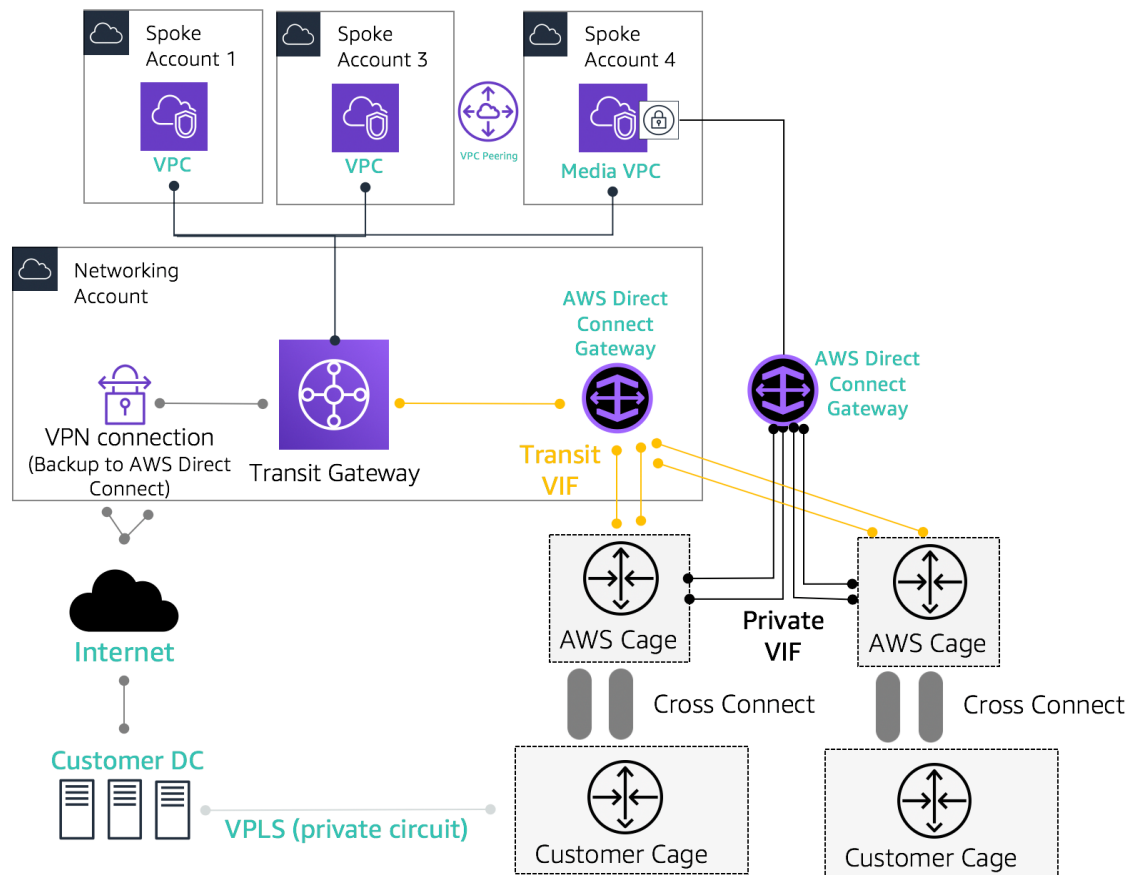 Spoke
Account 1
VPC
Spoke
Account 3
VPC
VPC Peering
Spoke
Account 4
Media VPC
Networking
Account
AWS Direct
Connect
Gateway
AWS Direct
Connect
Gateway
VPN connection
(Backup to AWS Direct
Connect)
Transit Gateway
Transit
VIF
Internet
AWS Cage
Private
VIF
AWS Cage
Cross Connect
Cross Connect
Customer DC
VPLS (private circuit)
Customer Cage
Customer Cage